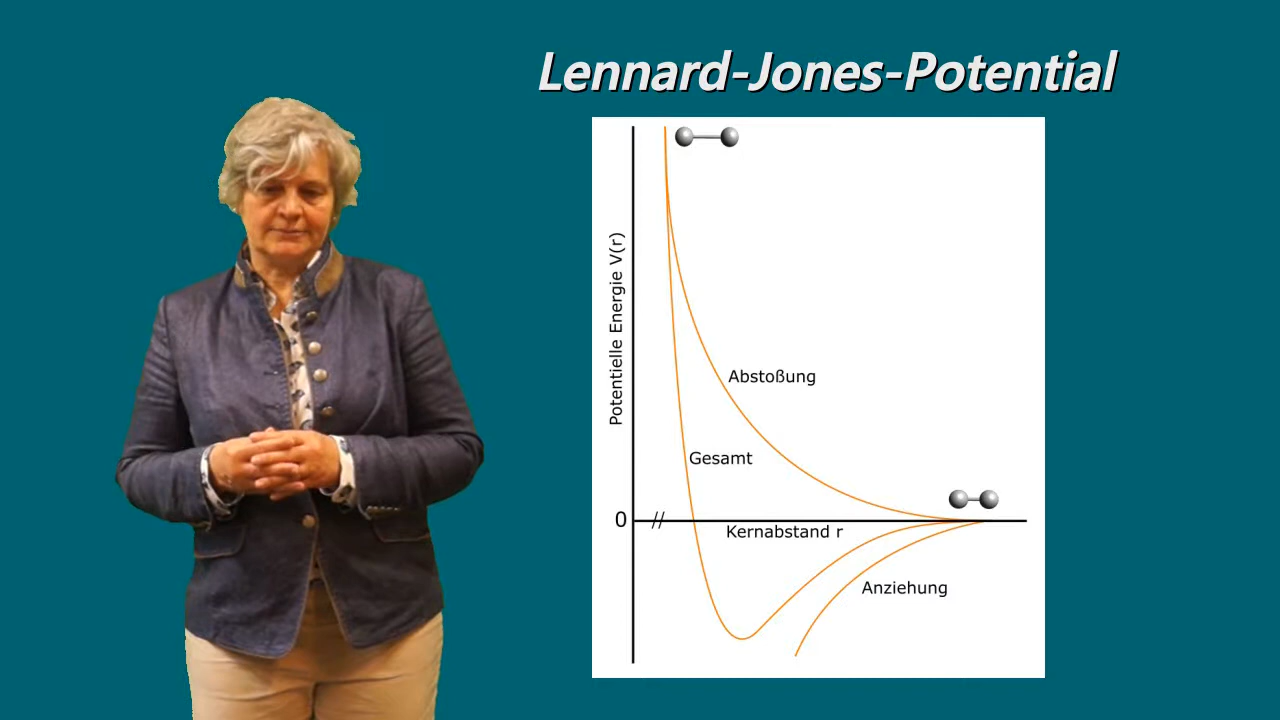 Lennard-Jones-Potential
Potentielle Energie V(r)
Abstoßung
Gesamt
0
//
Kernabstand r
Anziehung